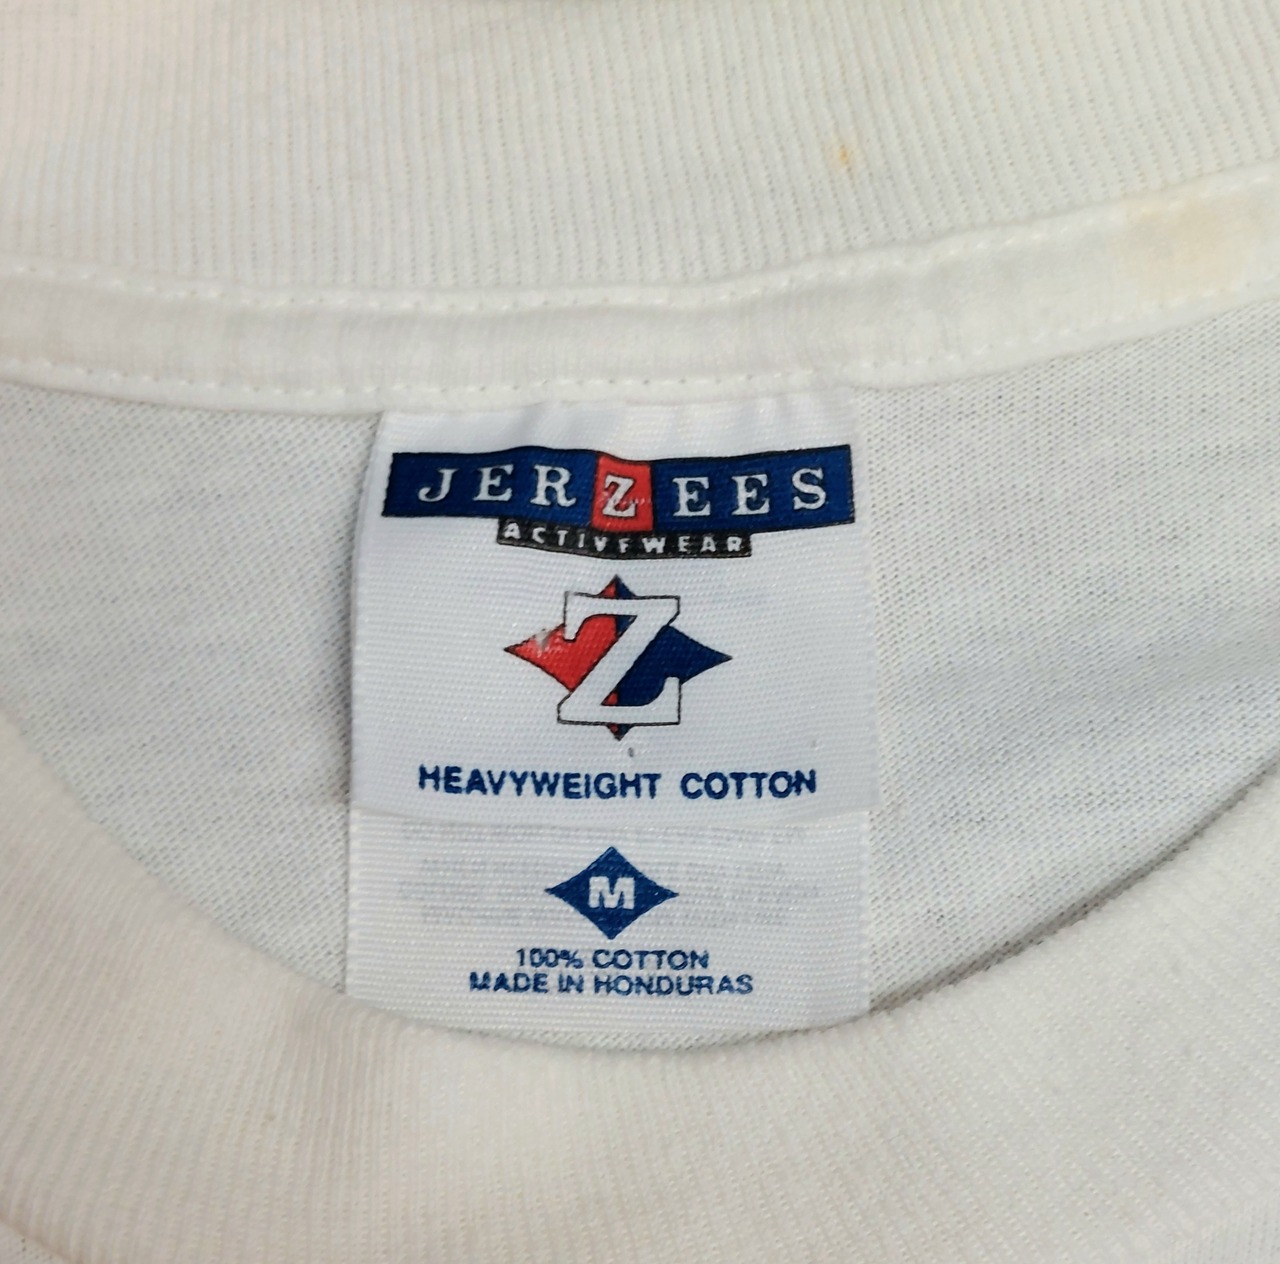 JERZEES
ACTIVEWEAR
Z
HEAVYWEIGHT COTTON
M
100% COTTON
MADE IN HONDURAS